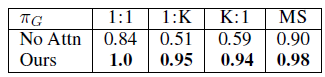 π_G 1:1 1:K K:1 MS
No Attn 0.84 0.51 0.59 0.90
Ours 1.0 0.95 0.94 0.98